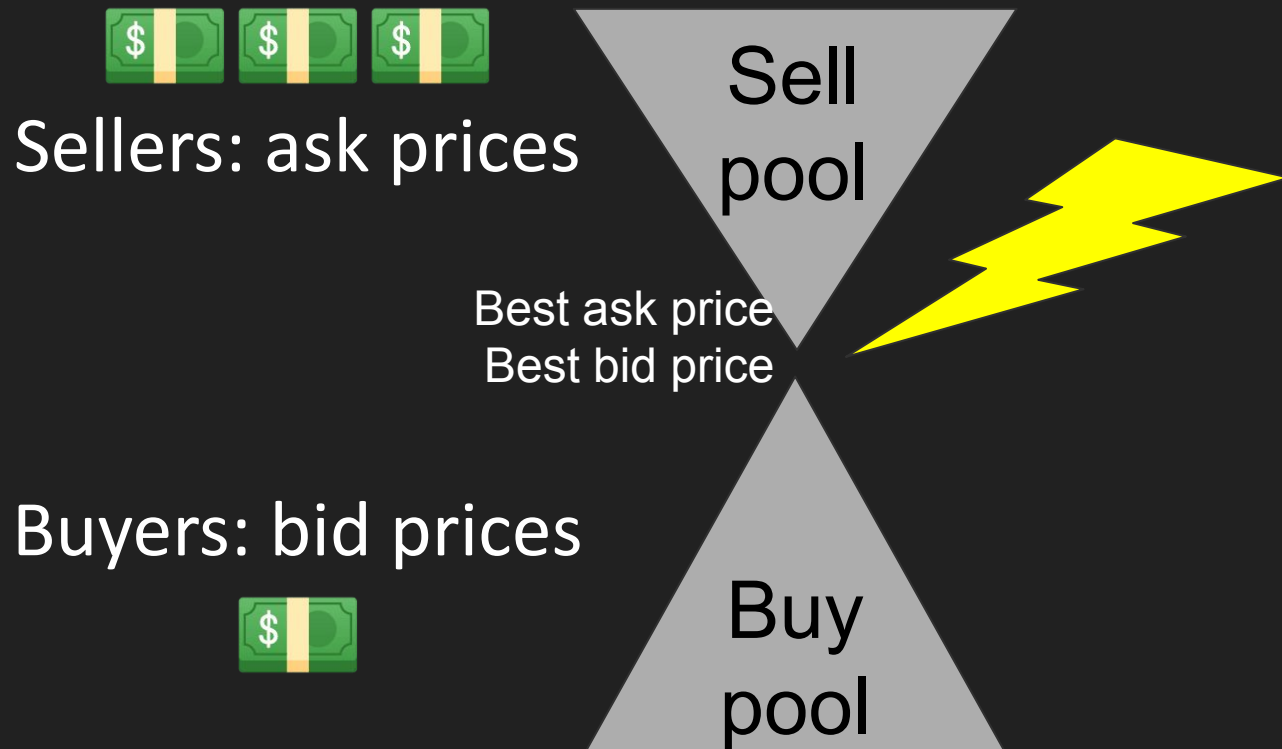 Sell
pool
Sellers: ask prices
Best ask price
Best bid price
Buyers: bid prices
Buy
pool